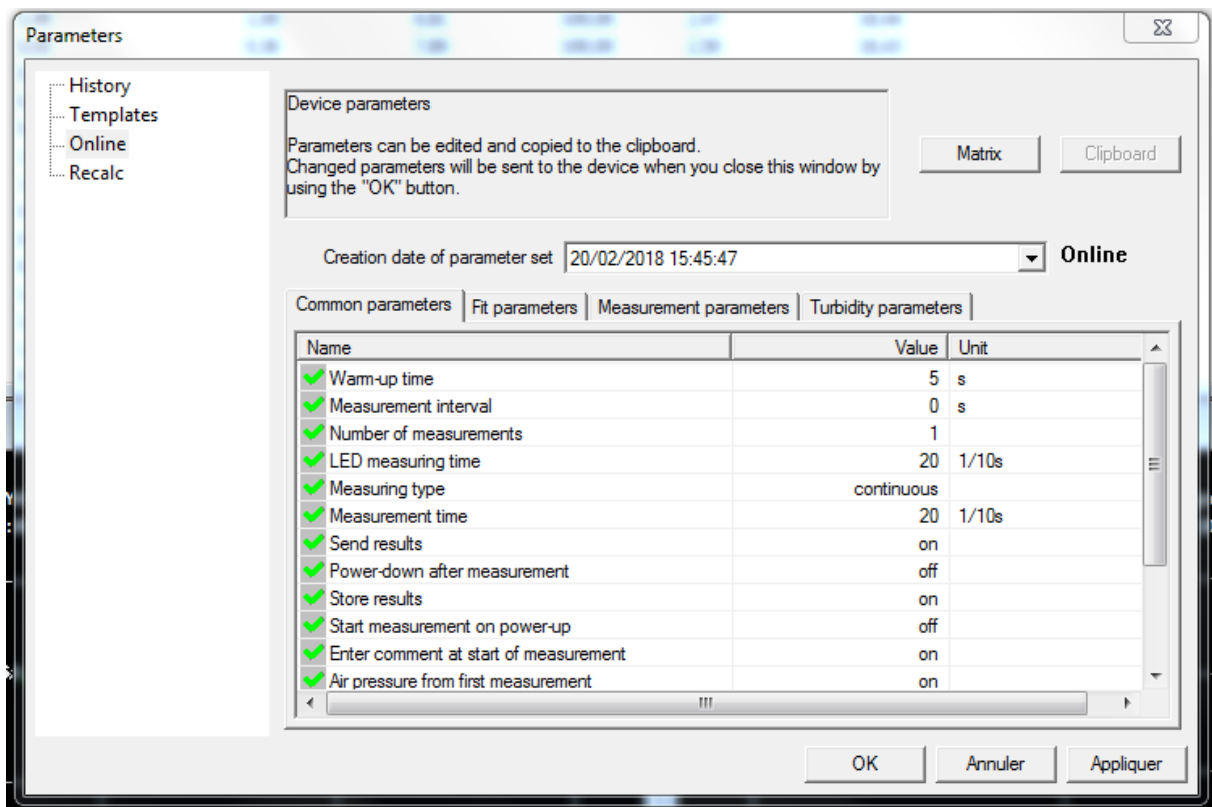 Parameters
History
Templates
Online
Recalc
Device parameters
Parameters can be edited and copied to the clipboard.
Changed parameters will be sent to the device when you close this window by
using the "OK" button.
Matrix
Clipboard
Creation date of parameter set 20/02/2018 15:45:47 Online
Common parameters Fit parameters Measurement parameters Turbidity parameters
Name Value Unit
Warm-up time 5 s
Measurement interval 0 s
Number of measurements 1
LED measuring time 20 1/10s
Measuring type continuous
Measurement time 20 1/10s
Send results on
Power-down after measurement off
Store results on
Start measurement on power-up off
Enter comment at start of measurement on
Air pressure from first measurement on
OK Annuler Appliquer